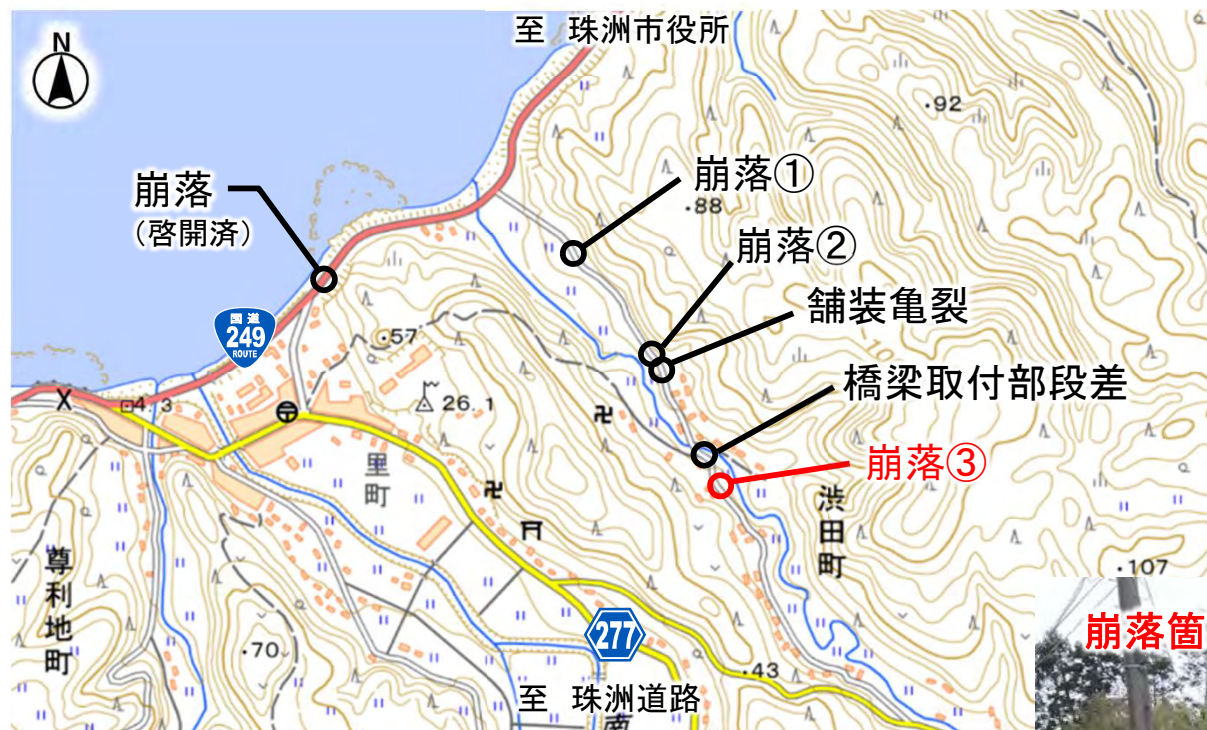 至 珠洲市役所
N
・92
崩落①
崩落
(啓開済)
・88
崩落②
舗装亀裂
国道
249
ROUTE
・57
橋梁取付部段差
4.3
26.1
崩落③
里町
渋田町
尊利地町
・107
崩落箇
277
・70
・43
至 珠洲道路
南